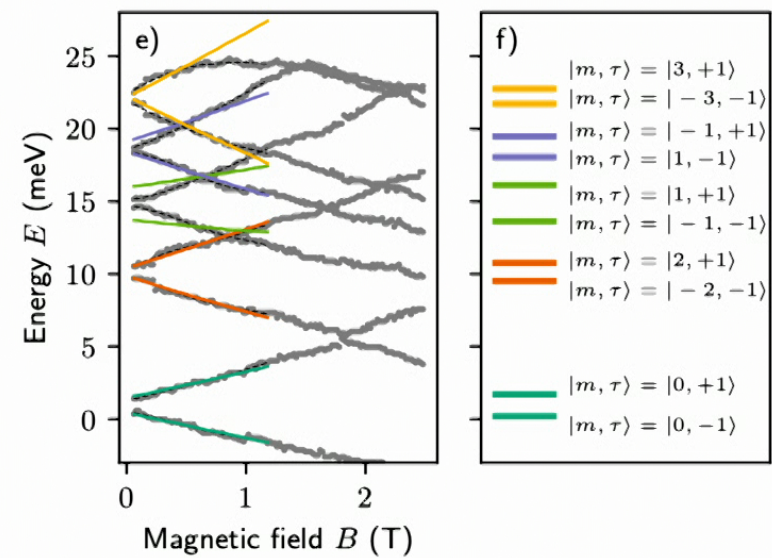 e)
25
20
15
10
5
0
Energy E (meV)
0 1 2
Magnetic field B (T)
f)
|m, τ⟩ = |3, +1⟩
|m, τ⟩ = | − 3, −1⟩
|m, τ⟩ = | − 1, +1⟩
|m, τ⟩ = |1, −1⟩
|m, τ⟩ = |1, +1⟩
|m, τ⟩ = | − 1, −1⟩
|m, τ⟩ = |2, +1⟩
|m, τ⟩ = | − 2, −1⟩
|m, τ⟩ = |0, +1⟩
|m, τ⟩ = |0, −1⟩